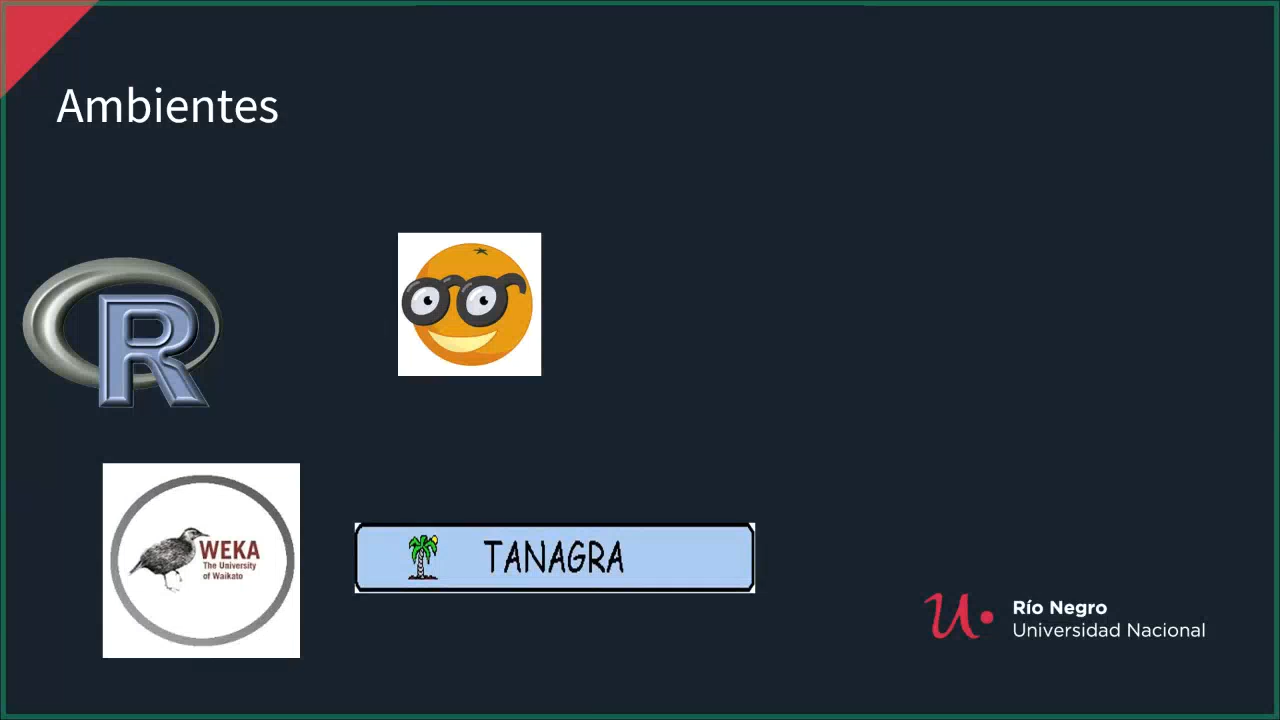 Ambientes
R
WEKA
The University
of Waikato
TANAGRA
Río Negro
Universidad Nacional